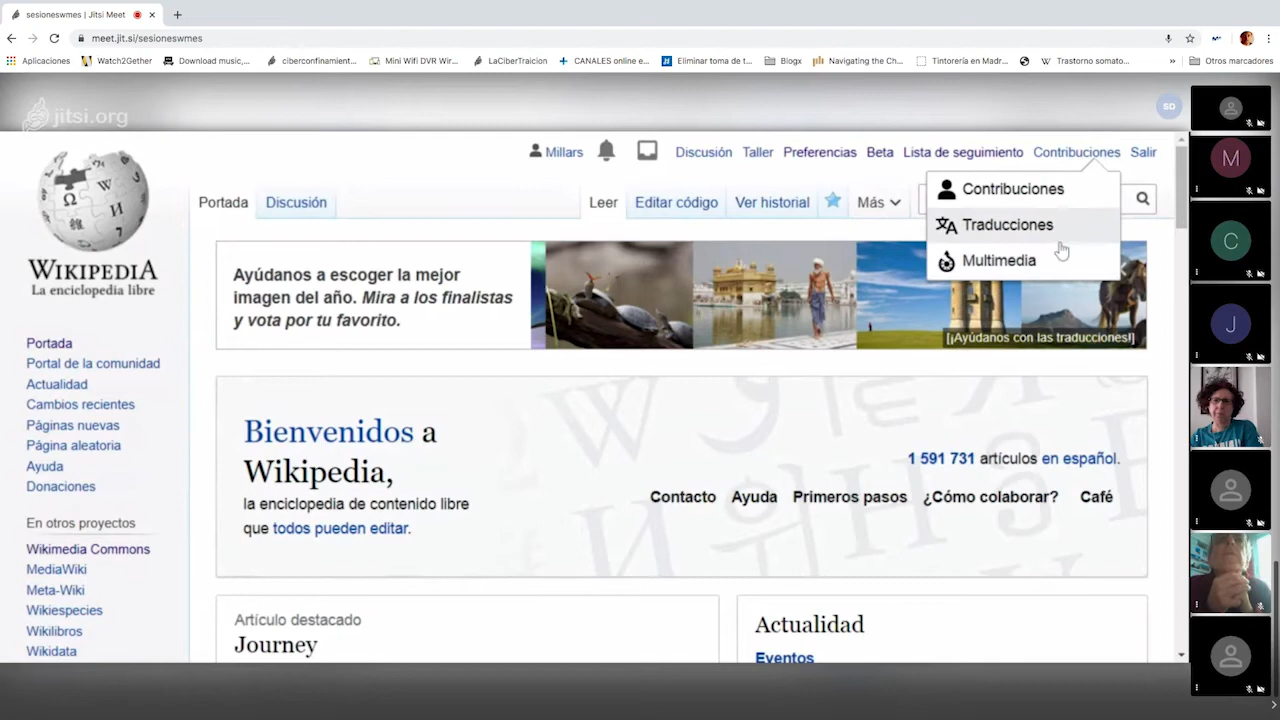 sesioneswmes | Jitsi Meet
meet.jit.si/sesioneswmes
Aplicaciones
Watch2Gether
Download music,...
ciberconfinamient...
Mini Wifi DVR Wir...
LaCiberTraicion
CANALES online e...
Eliminar toma de t...
Blogx
Navigating the Ch...
Tintorería en Madr...
Trastorno somato...
»
Otros marcadores
jitsi.org
SD
Millars
Discusión
Taller
Preferencias
Beta
Lista de seguimiento
Contribuciones
Salir
Contribuciones
Traducciones
Multimedia
Portada
Discusión
Leer
Editar código
Ver historial
Más
WIKIPEDIA
La enciclopedia libre
Ayúdanos a escoger la mejor
imagen del año. Mira a los finalistas
y vota por tu favorito.
[¡Ayúdanos con las traducciones!]
Portada
Portal de la comunidad
Actualidad
Cambios recientes
Páginas nuevas
Página aleatoria
Ayuda
Donaciones
En otros proyectos
Wikimedia Commons
MediaWiki
Meta-Wiki
Wikiespecies
Wikilibros
Wikidata
Bienvenidos a
Wikipedia,
la enciclopedia de contenido libre
que todos pueden editar.
1 591 731 artículos en español.
Contacto
Ayuda
Primeros pasos
¿Cómo colaborar?
Café
Artículo destacado
Journey
Actualidad
Eventos
M
C
J